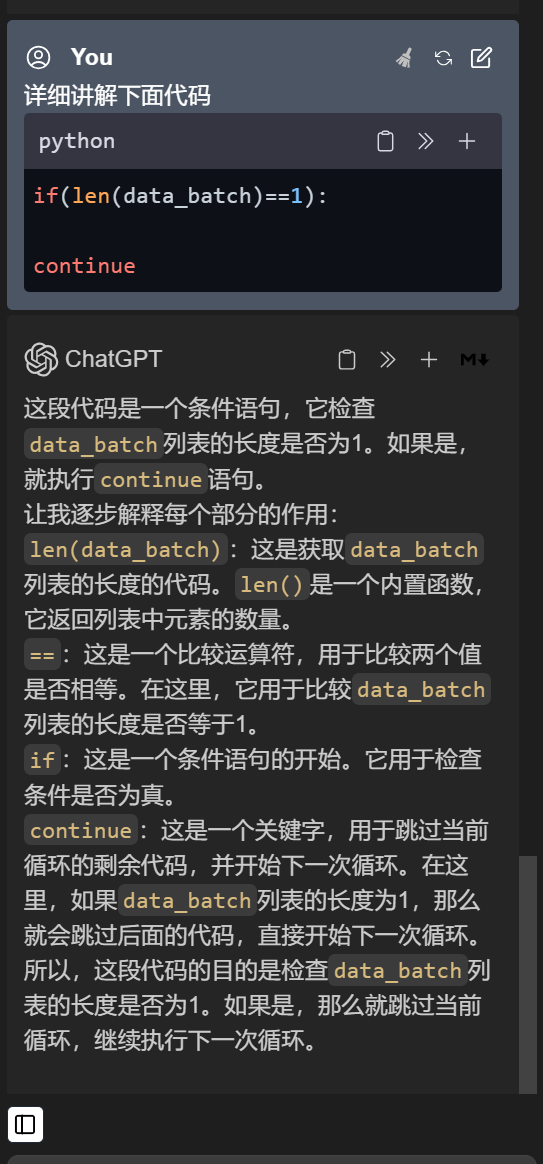 You
详细讲解下面代码
python
if(len(data_batch)==1):
continue
ChatGPT
M
这段代码是一个条件语句，它检查
data_batch列表的长度是否为1。如果是，
就执行continue语句。
让我逐步解释每个部分的作用：
len(data_batch)：这是获取data_batch
列表的长度的代码。len()是一个内置函数，
它返回列表中元素的数量。
==：这是一个比较运算符，用于比较两个值
是否相等。在这里，它用于比较data_batch
列表的长度是否等于1。
if：这是一个条件语句的开始。它用于检查
条件是否为真。
continue：这是一个关键字，用于跳过当前
循环的剩余代码，并开始下一次循环。在这
里，如果data_batch列表的长度为1，那么
就会跳过后面的代码，直接开始下一次循环。
所以，这段代码的目的是检查data_batch列
表的长度是否为1。如果是，那么就跳过当前
循环，继续执行下一次循环。